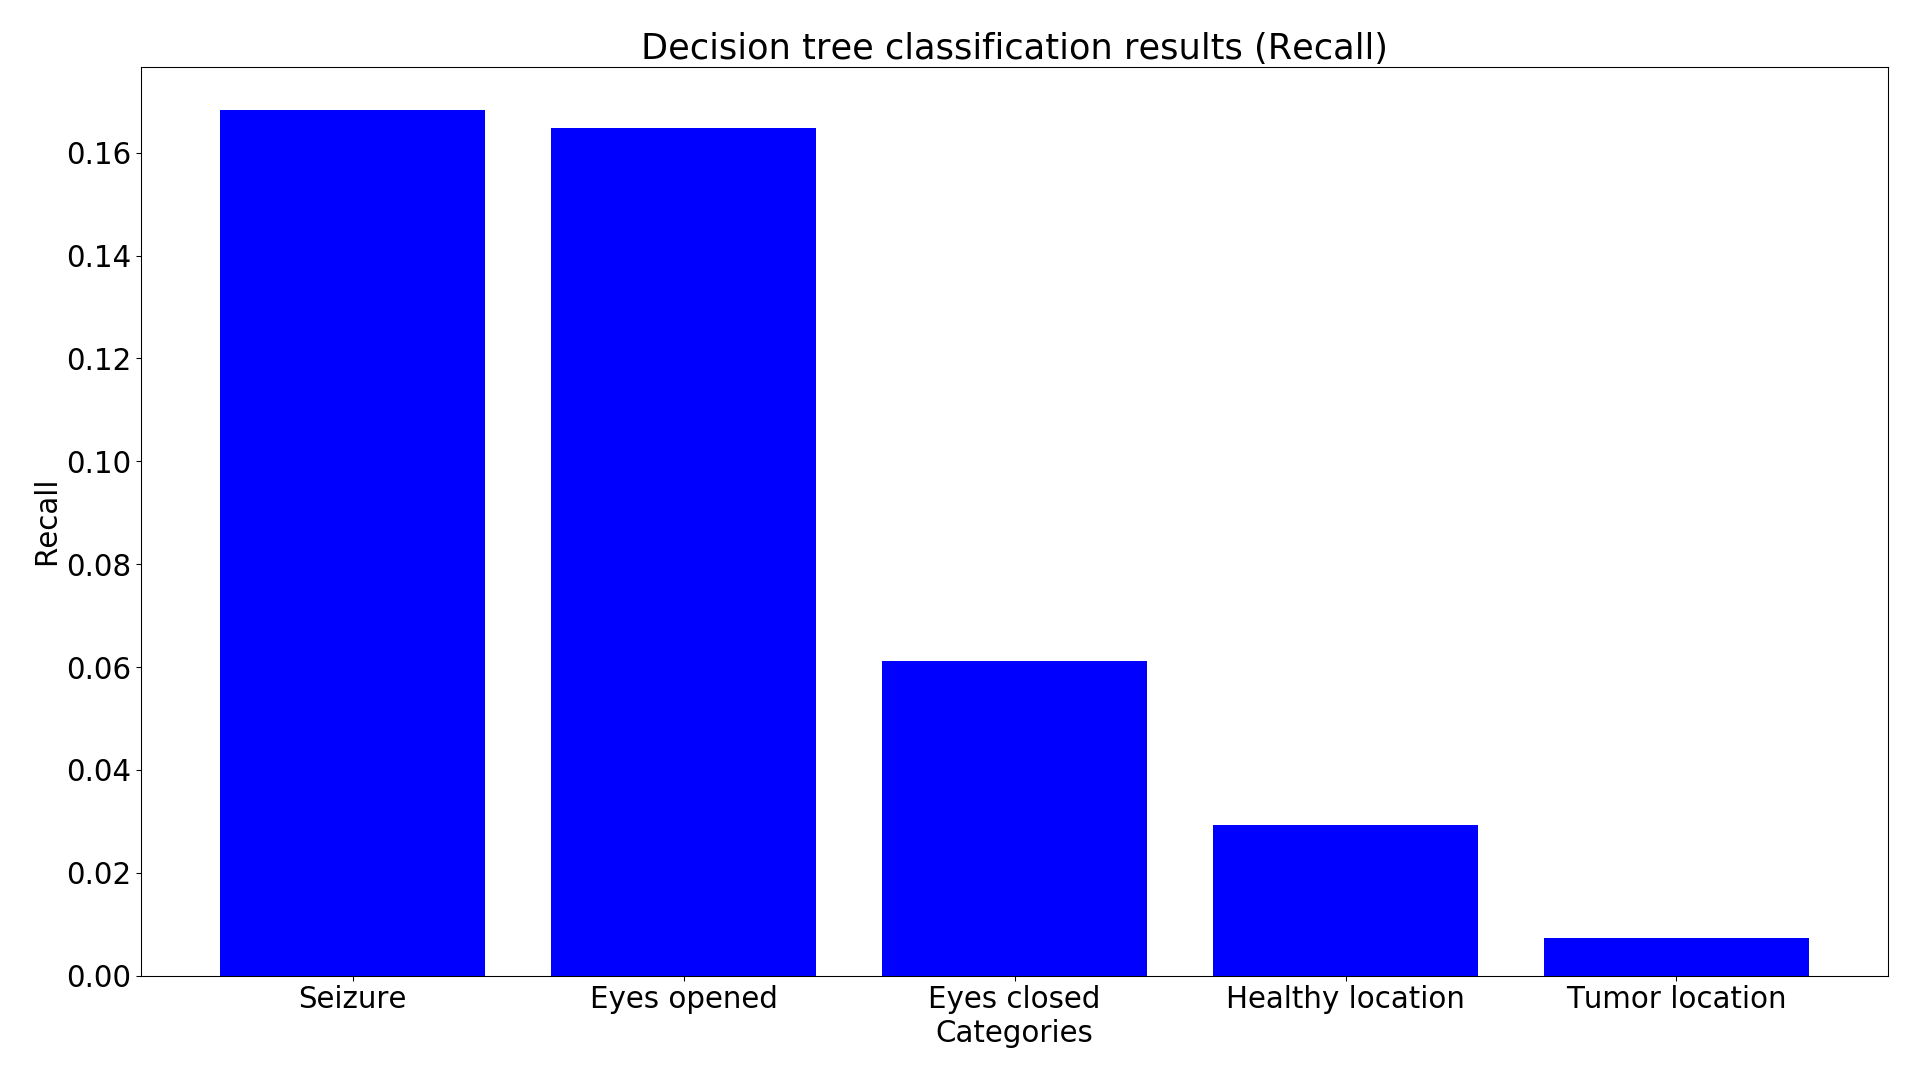 Decision tree classification results (Recall)
0.16
0.14
0.12
0.10
0.08
0.06
0.04
0.02
0.00
Recall
Seizure Eyes opened Eyes closed Healthy location Tumor location
Categories